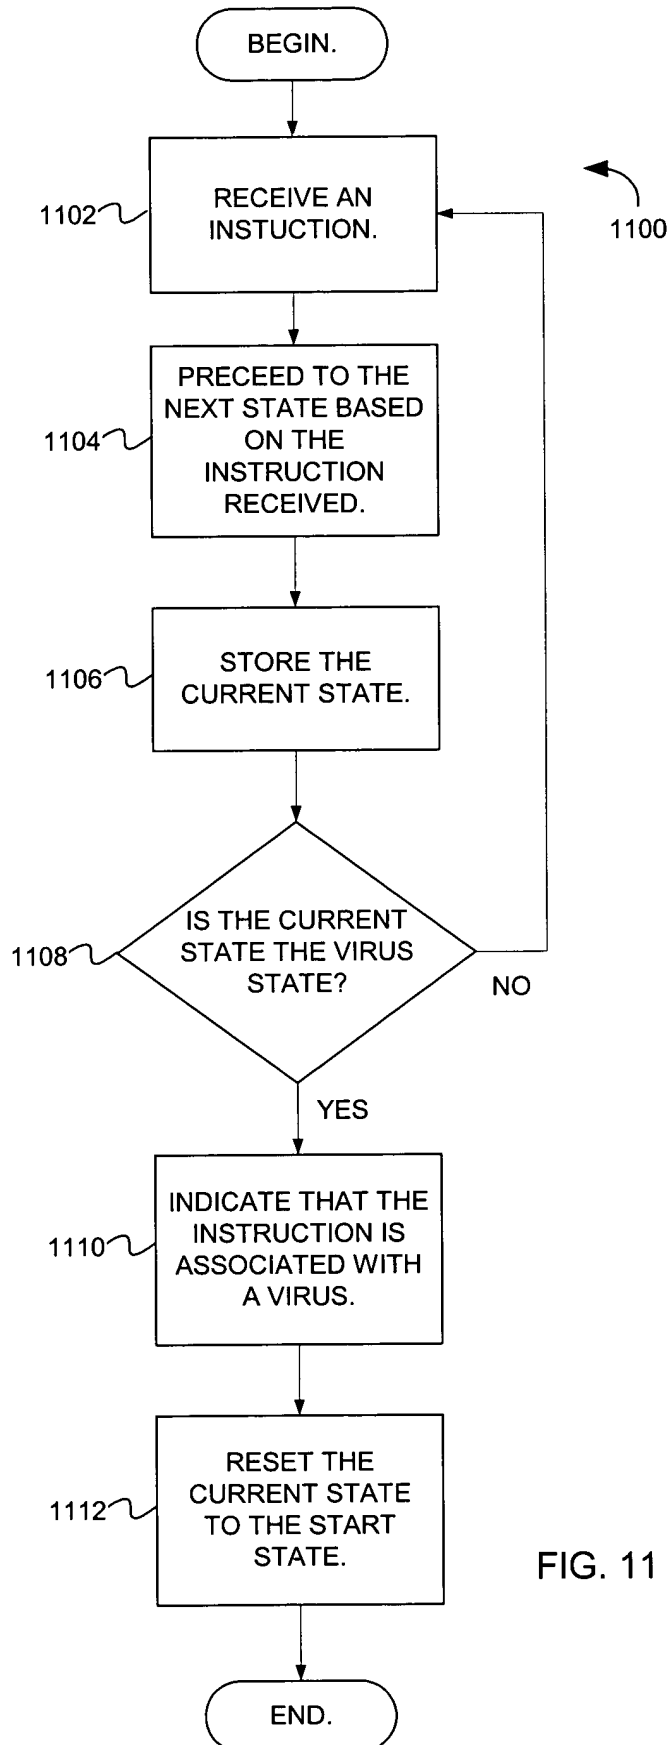 BEGIN.
1102
RECEIVE AN
INSTUCTION.
1100
1104
PRECEED TO THE
NEXT STATE BASED
ON THE
INSTRUCTION
RECEIVED.
1106
STORE THE
CURRENT STATE.
1108
IS THE CURRENT
STATE THE VIRUS
STATE?
NO
YES
1110
INDICATE THAT THE
INSTRUCTION IS
ASSOCIATED WITH
A VIRUS.
1112
RESET THE
CURRENT STATE
TO THE START
STATE.
FIG. 11
END.